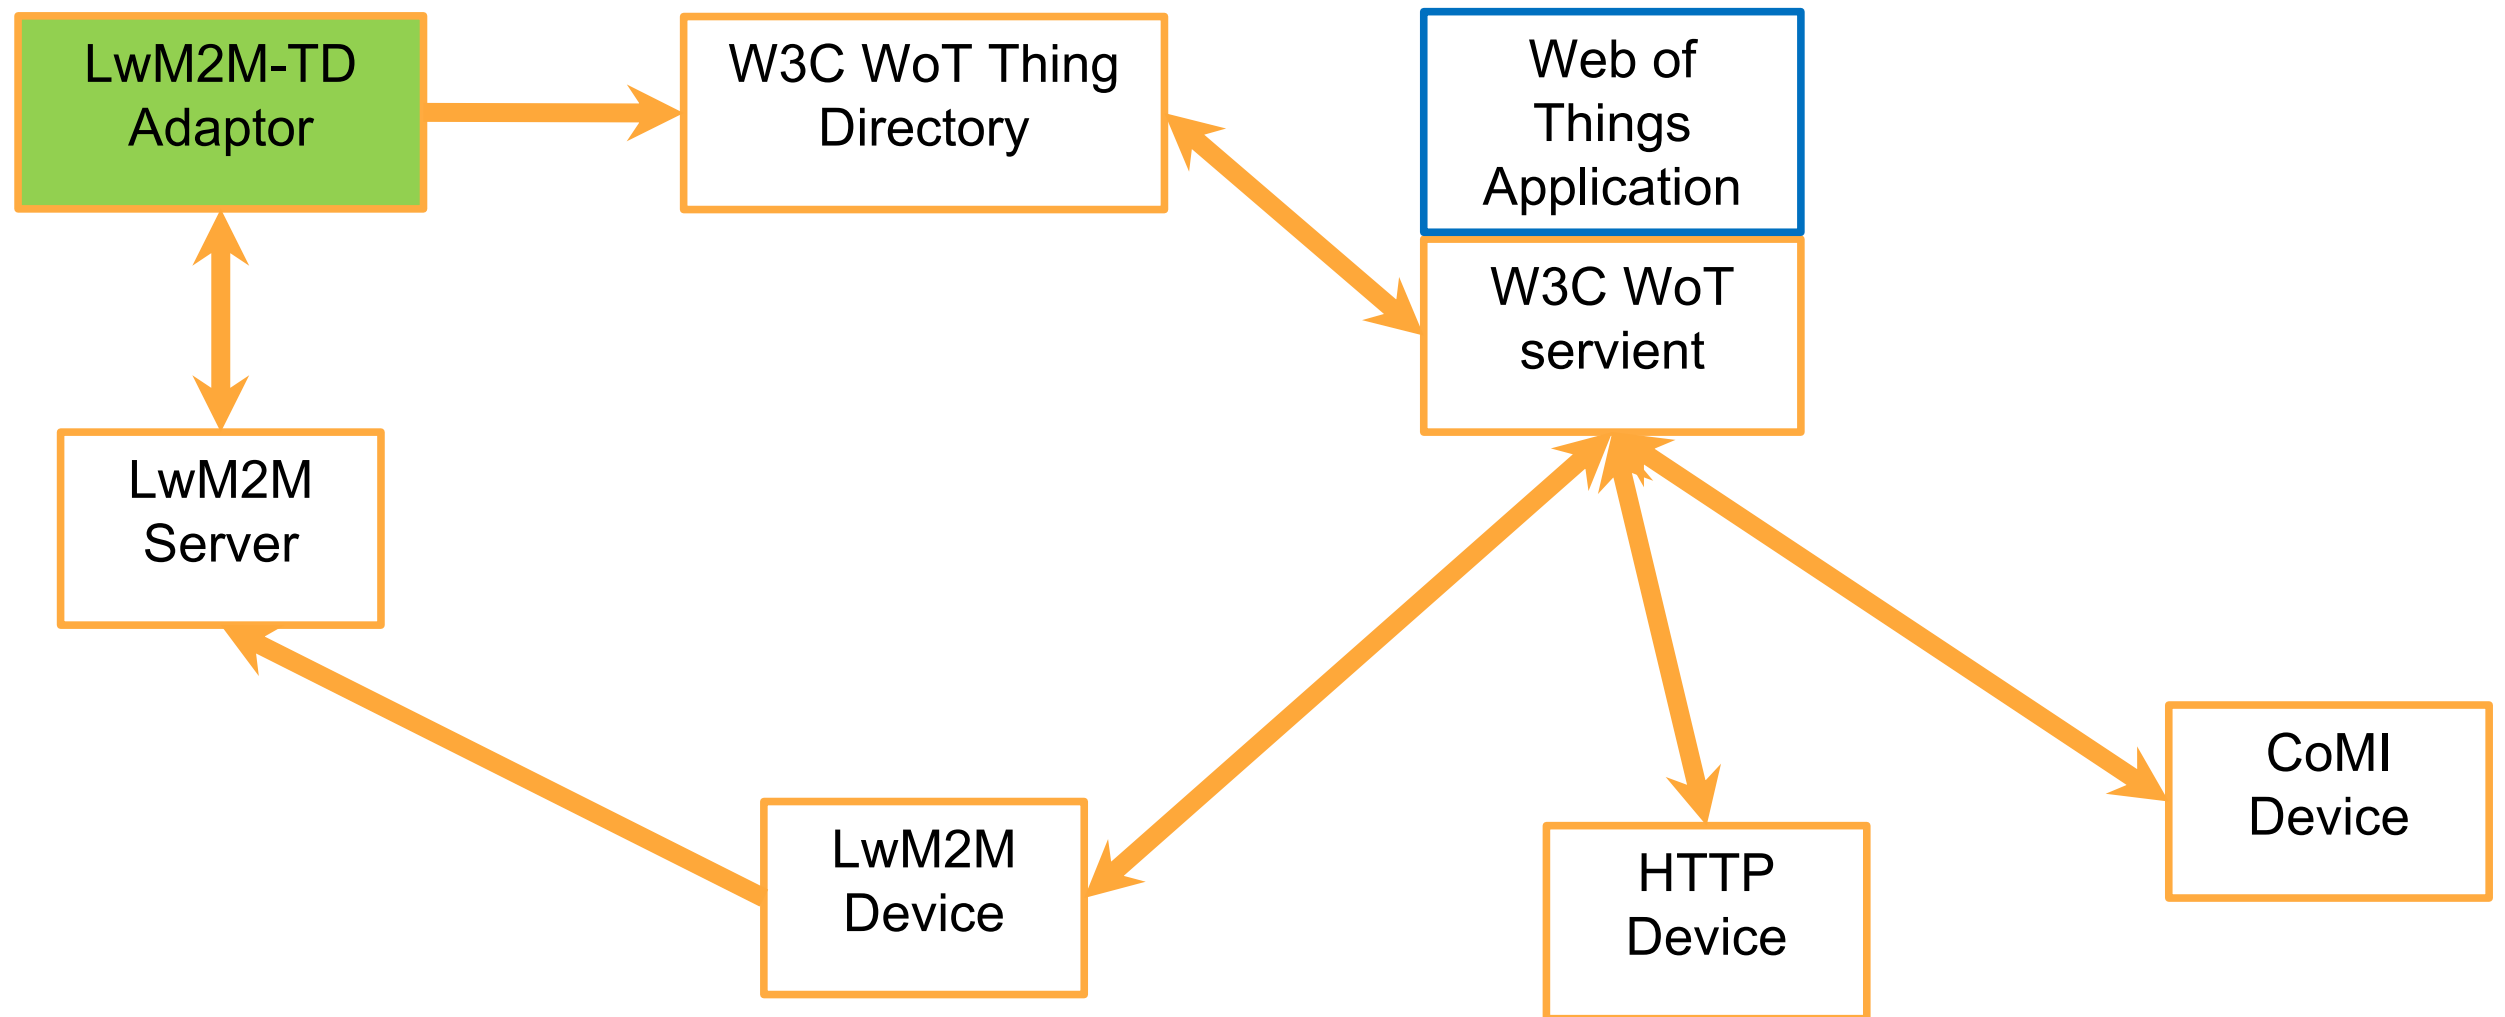 LwM2M-TD
Adaptor
W3C WoT Thing
Directory
Web of
Things
Application
W3C WoT
servient
LwM2M
Server
LwM2M
Device
HTTP
Device
CoMI
Device